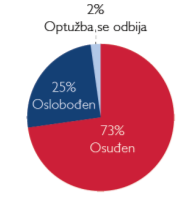 2%
Optužba se odbija
25%
Oslobođen
73%
Osuđen